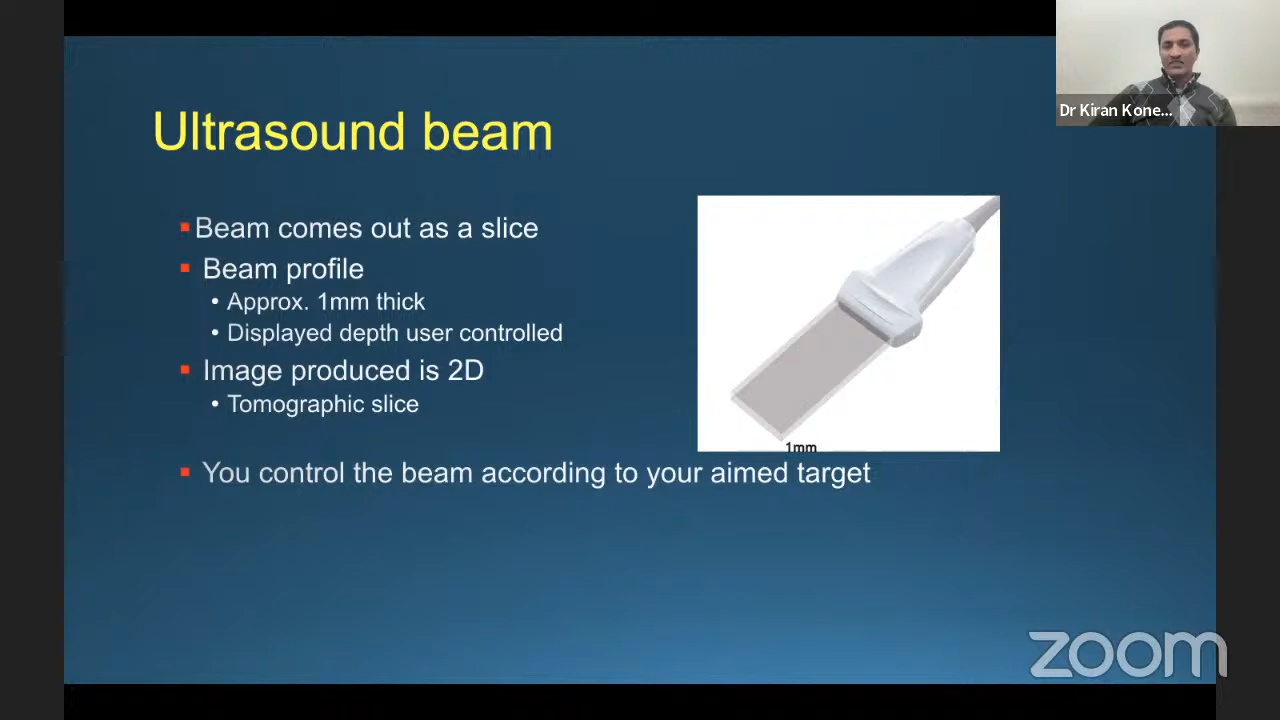 Dr Kiran Kone...
Ultrasound beam
Beam comes out as a slice
Beam profile
• Approx. 1mm thick
• Displayed depth user controlled
Image produced is 2D
• Tomographic slice
1mm
You control the beam according to your aimed target
zoom